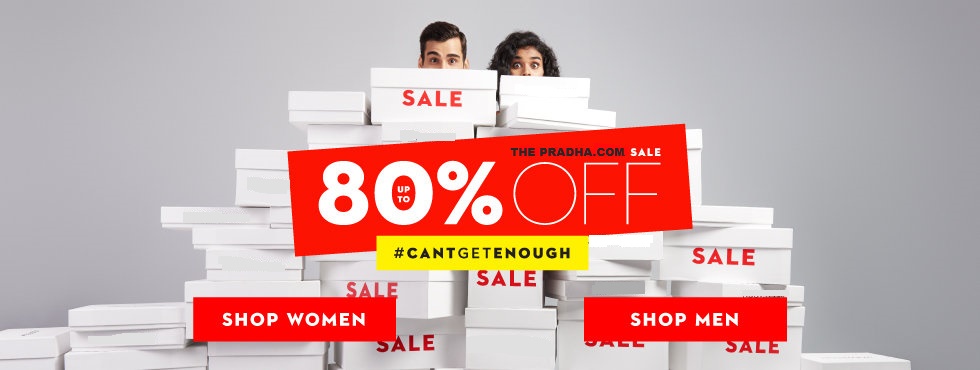 SALE
THE PRADHA.COM SALE
80% UP TO OFF
#CANTGETENOUGH
SALE
SALE
SALE
SHOP WOMEN
SHOP MEN
SALE
SALE
SALE